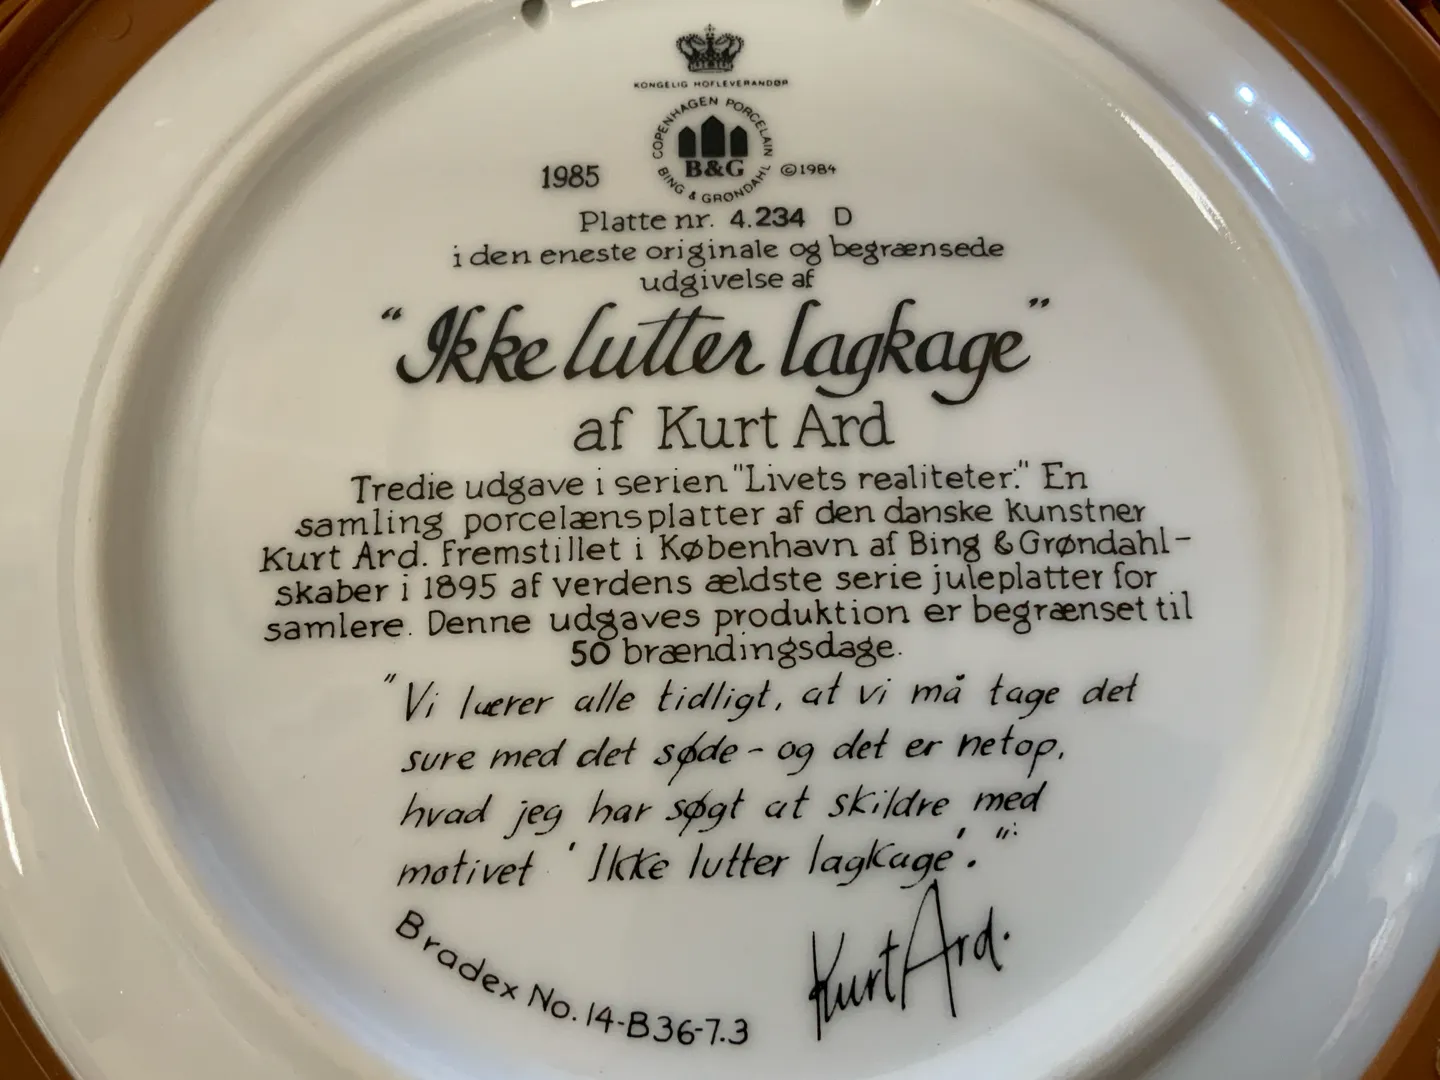 KONGELIG HOFLEVERANDØR
COPENHAGEN PORCELAIN
B&G
BING & GRØNDAHL
1985
©1984
Platte nr. 4.234 D
i den eneste originale og begrænsede
udgivelse af
"Ikke lutter lagkage"
af Kurt Ard
Tredie udgave i serien "Livets realiteter." En
samling porcelænsplatter af den danske kunstner
Kurt Ard. Fremstillet i København af Bing & Grøndahl-
skaber i 1895 af verdens ældste serie juleplatter for
samlere. Denne udgaves produktion er begrænset til
50 brændingsdage.
"Vi lærer alle tidligt, at vi må tage det
sure med det søde - og det er netop,
hvad jeg har søgt at skildre med
motivet 'Ikke lutter lagkage'."
Kurt Ard.
Bradex No. 14-B36-7.3